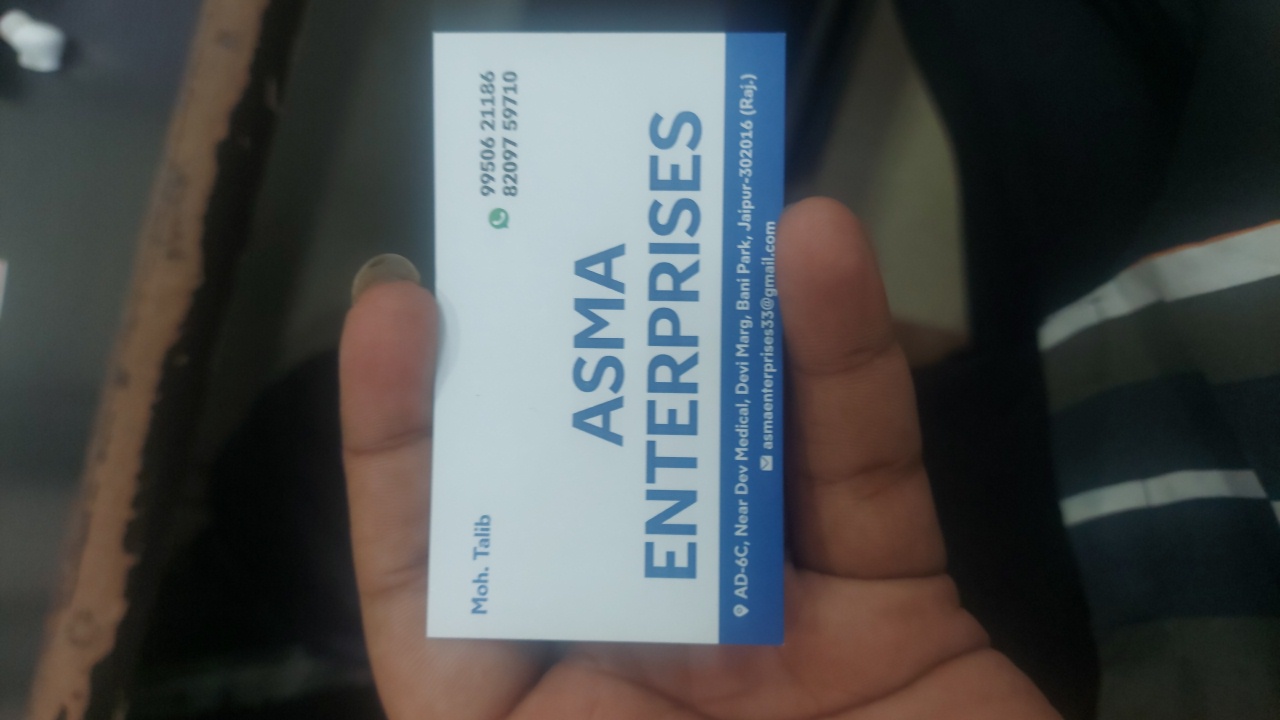 Moh. Talib
99506 21186
82097 59710
ASMA
ENTERPRISES
AD-6C, Near Dev Medical, Devi Marg, Bani Park, Jaipur-302016 (Raj.)
asmaenterprises33@gmail.com